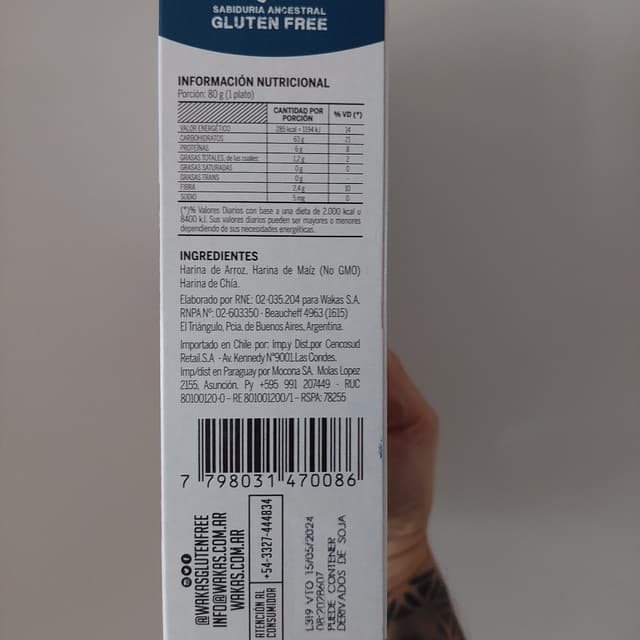 SABIDURIA ANCESTRAL
GLUTEN FREE
INFORMACIÓN NUTRICIONAL
Porción: 80 g (1 plato)
CANTIDAD POR PORCIÓN % VD (*)
VALOR ENERGÉTICO 285 kcal = 1194 kJ 14
CARBOHIDRATOS 63 g 21
PROTEÍNAS 6 g 8
GRASAS TOTALES, de las cuales: 1,2 g 2
GRASAS SATURADAS 0 g 0
GRASAS TRANS 0 g -
FIBRA 2,4 g 10
SODIO 5 mg 0
(*)% Valores Diarios con base a una dieta de 2.000 kcal u
8400 kJ. Sus valores diarios pueden ser mayores o menores
dependiendo de sus necesidades energéticas.
INGREDIENTES
Harina de Arroz, Harina de Maíz (No GMO)
Harina de Chía.
Elaborado por RNE: 02-035.204 para Wakas S.A.
RNPA Nº: 02-603350 - Beaucheff 4963 (1615)
El Triángulo, Pcia. de Buenos Aires, Argentina.
Importado en Chile por: Imp.y Dist.por Cencosud
Retail.S.A - Av. Kennedy N°9001.Las Condes.
Imp/dist en Paraguay por Mocona SA. Molas Lopez
2155, Asunción. Py +595 991 207449 - RUC
80100120-0 – RE 801001200/1 – RSPA: 78255
7 798031 470086
@WAKASGLUTENFREE
INFO@WAKAS.COM.AR
WAKAS.COM.AR
ATENCIÓN AL
CONSUMIDOR
+54-3327-444834
L319 VTO 15/05/2024
PUEDE CONTENER
DERIVADOS DE SOJA